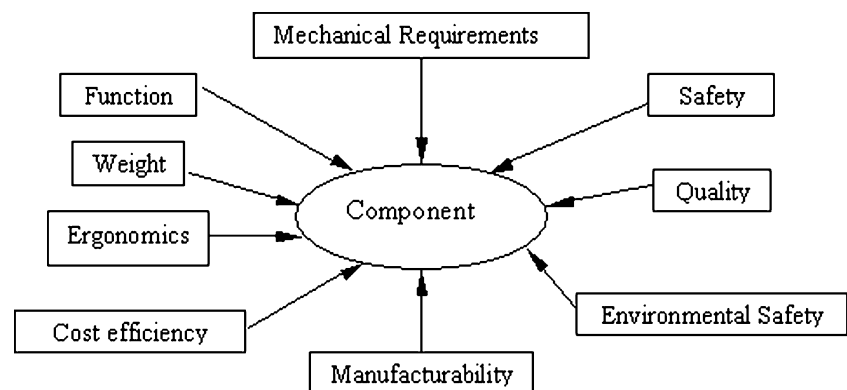 Mechanical Requirements
Function
Safety
Weight
Quality
Component
Ergonomics
Environmental Safety
Cost efficiency
Manufacturability